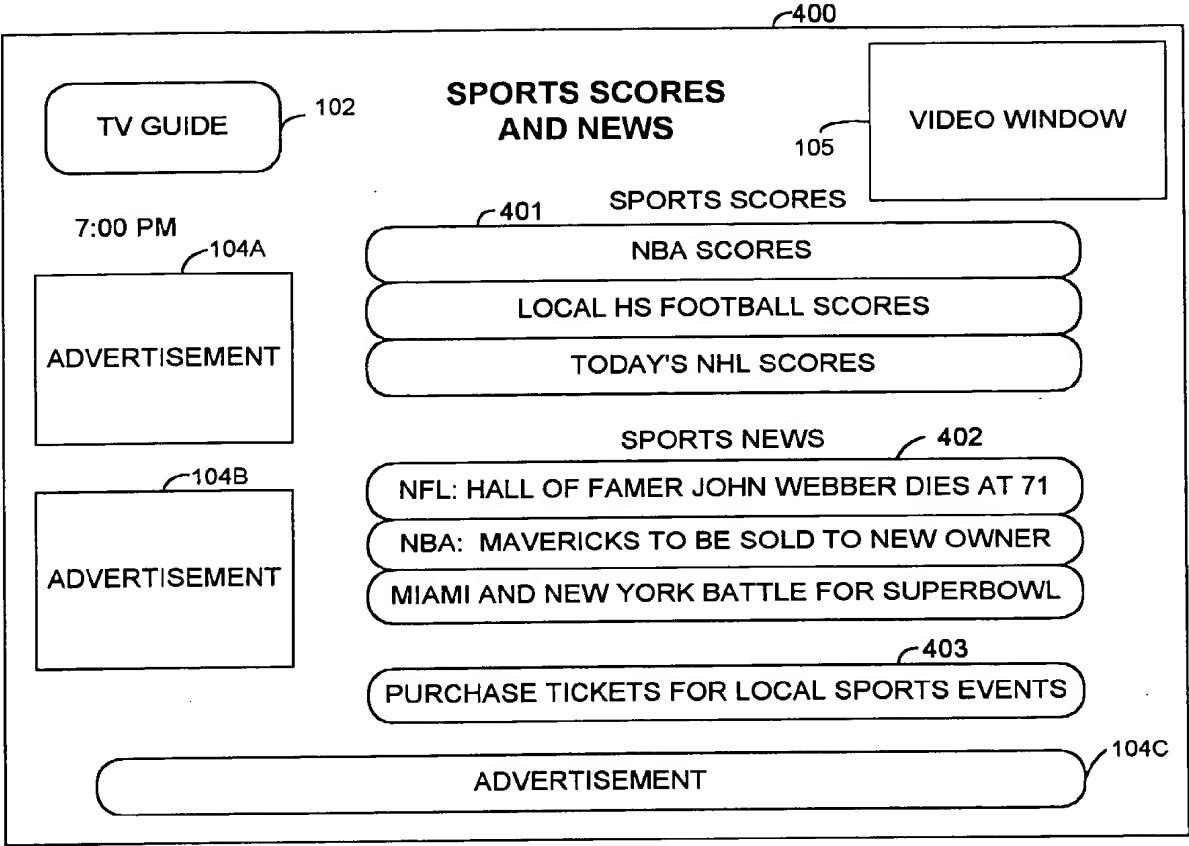 400
TV GUIDE
102
SPORTS SCORES
AND NEWS
105
VIDEO WINDOW
7:00 PM
104A
ADVERTISEMENT
104B
ADVERTISEMENT
SPORTS SCORES
401
NBA SCORES
LOCAL HS FOOTBALL SCORES
TODAY'S NHL SCORES
SPORTS NEWS
402
NFL: HALL OF FAMER JOHN WEBBER DIES AT 71
NBA: MAVERICKS TO BE SOLD TO NEW OWNER
MIAMI AND NEW YORK BATTLE FOR SUPERBOWL
403
PURCHASE TICKETS FOR LOCAL SPORTS EVENTS
104C
ADVERTISEMENT